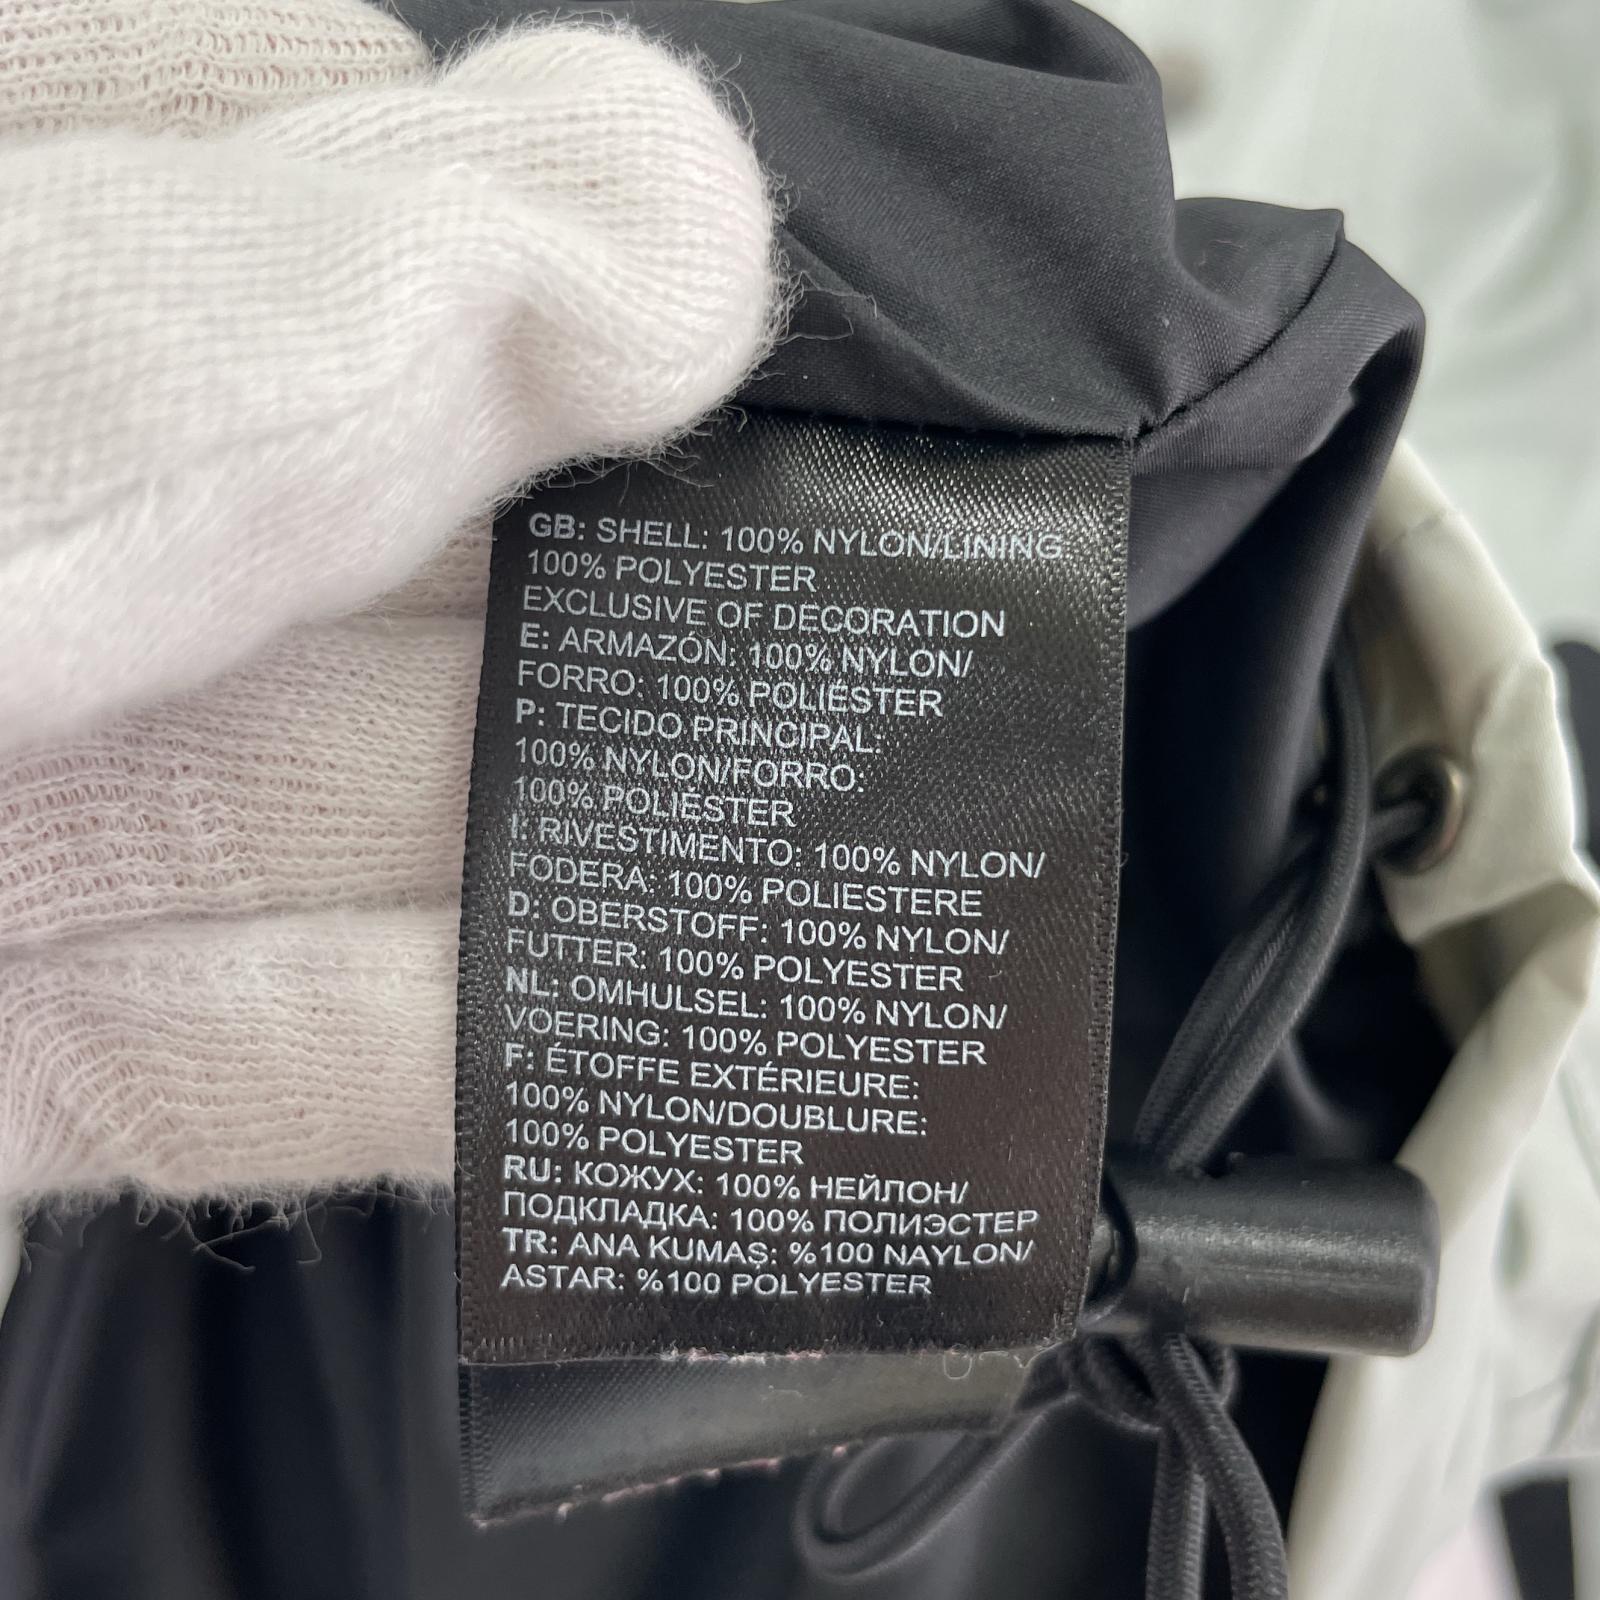 GB: SHELL: 100% NYLON/LINING:
100% POLYESTER
EXCLUSIVE OF DECORATION
E: ARMAZÓN: 100% NYLON/
FORRO: 100% POLIÉSTER
P: TECIDO PRINCIPAL:
100% NYLON/FORRO:
100% POLIÉSTER
I: RIVESTIMENTO: 100% NYLON/
FODERA: 100% POLIESTERE
D: OBERSTOFF: 100% NYLON/
FUTTER: 100% POLYESTER
NL: OMHULSEL: 100% NYLON/
VOERING: 100% POLYESTER
F: ÉTOFFE EXTÉRIEURE:
100% NYLON/DOUBLURE:
100% POLYESTER
RU: КОЖУХ: 100% НЕЙЛОН/
ПОДКЛАДКА: 100% ПОЛИЭСТЕР
TR: ANA KUMAŞ: %100 NAYLON/
ASTAR: %100 POLYESTER